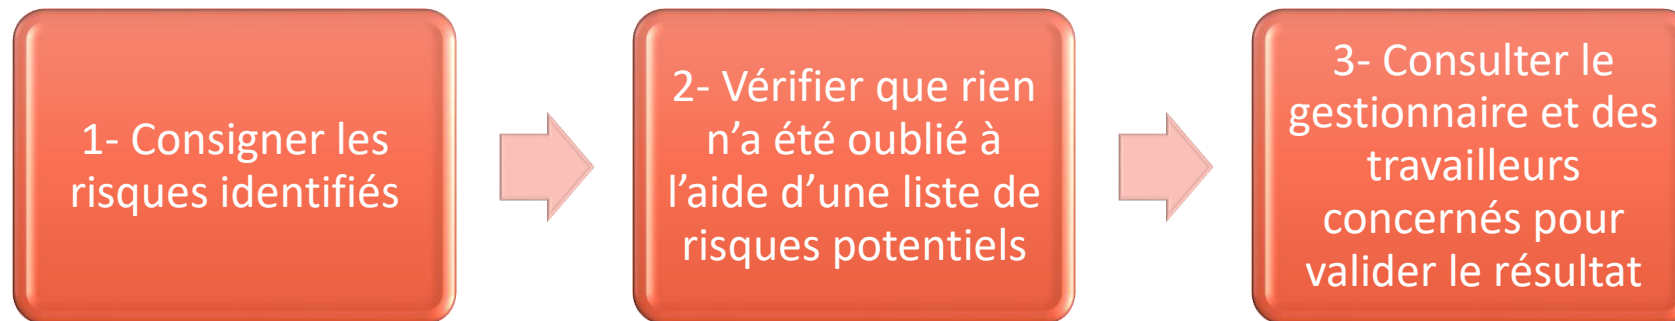 1- Consigner les
risques identifiés
2- Vérifier que rien
n’a été oublié à
l’aide d’une liste de
risques potentiels
3- Consulter le
gestionnaire et des
travailleurs
concernés pour
valider le résultat